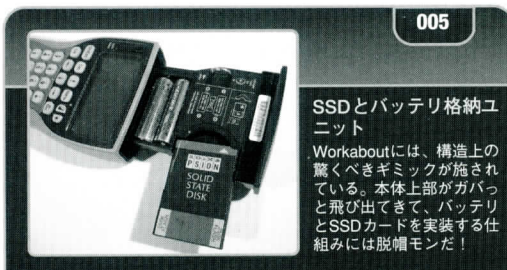 005
PSION
SOLID
STATE
DISK
SSDとバッテリ格納ユ
ニット
Workaboutには、構造上の
驚くべきギミックが施され
ている。本体上部がガバっ
と飛び出てきて、バッテリ
とSSDカードを実装する仕
組みには脱帽モンだ！